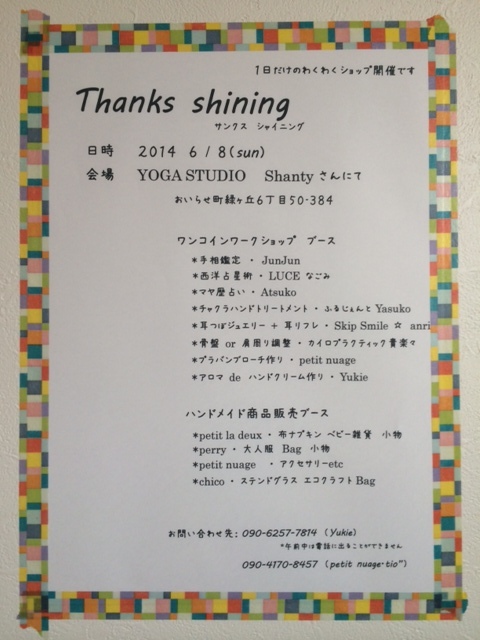 1日だけのわくわくショップ開催です
Thanks shining
サンクス シャイニング
日時 2014 6/8(sun)
会場 YOGA STUDIO Shanty さんにて
おいらせ町緑ヶ丘6丁目50-384
ワンコインワークショップ ブース
*手相鑑定 ・ JunJun
*西洋占星術・LUCE なごみ
*マヤ暦占い・Atsuko
*チャクラハンドトリートメント・ふるじぇんと Yasuko
*耳つぼジュエリー + 耳リフレ・Skip Smile ☆ anri
*骨盤 or 肩周り調整・カイロプラクティック貴楽々
*プラバンブローチ作り・petit nuage
*アロマ de ハンドクリーム作り・Yukie
ハンドメイド商品販売ブース
*petit la deux・布ナプキン ベビー雑貨 小物
*perry・大人服 Bag 小物
*petit nuage ・アクセサリーetc
*chico・ステンドグラス エコクラフトBag
お問い合わせ先: 090-6257-7814 (Yukie)
*午前中は電話に出ることができません
090-4170-8457 (petit nuage・tio")